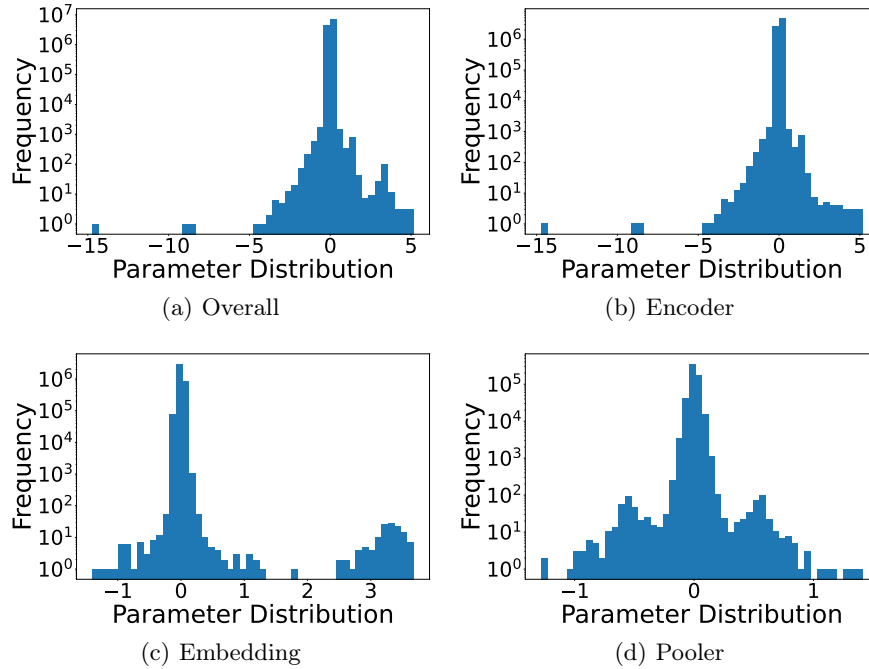 10^7
10^6
10^5
10^4
10^3
10^2
10^1
10^0
Frequency
−15 −10 −5 0 5
Parameter Distribution
(a) Overall
10^6
10^5
10^4
10^3
10^2
10^1
10^0
Frequency
−15 −10 −5 0 5
Parameter Distribution
(b) Encoder
10^6
10^5
10^4
10^3
10^2
10^1
10^0
Frequency
−1 0 1 2 3
Parameter Distribution
(c) Embedding
10^5
10^4
10^3
10^2
10^1
10^0
Frequency
−1 0 1
Parameter Distribution
(d) Pooler